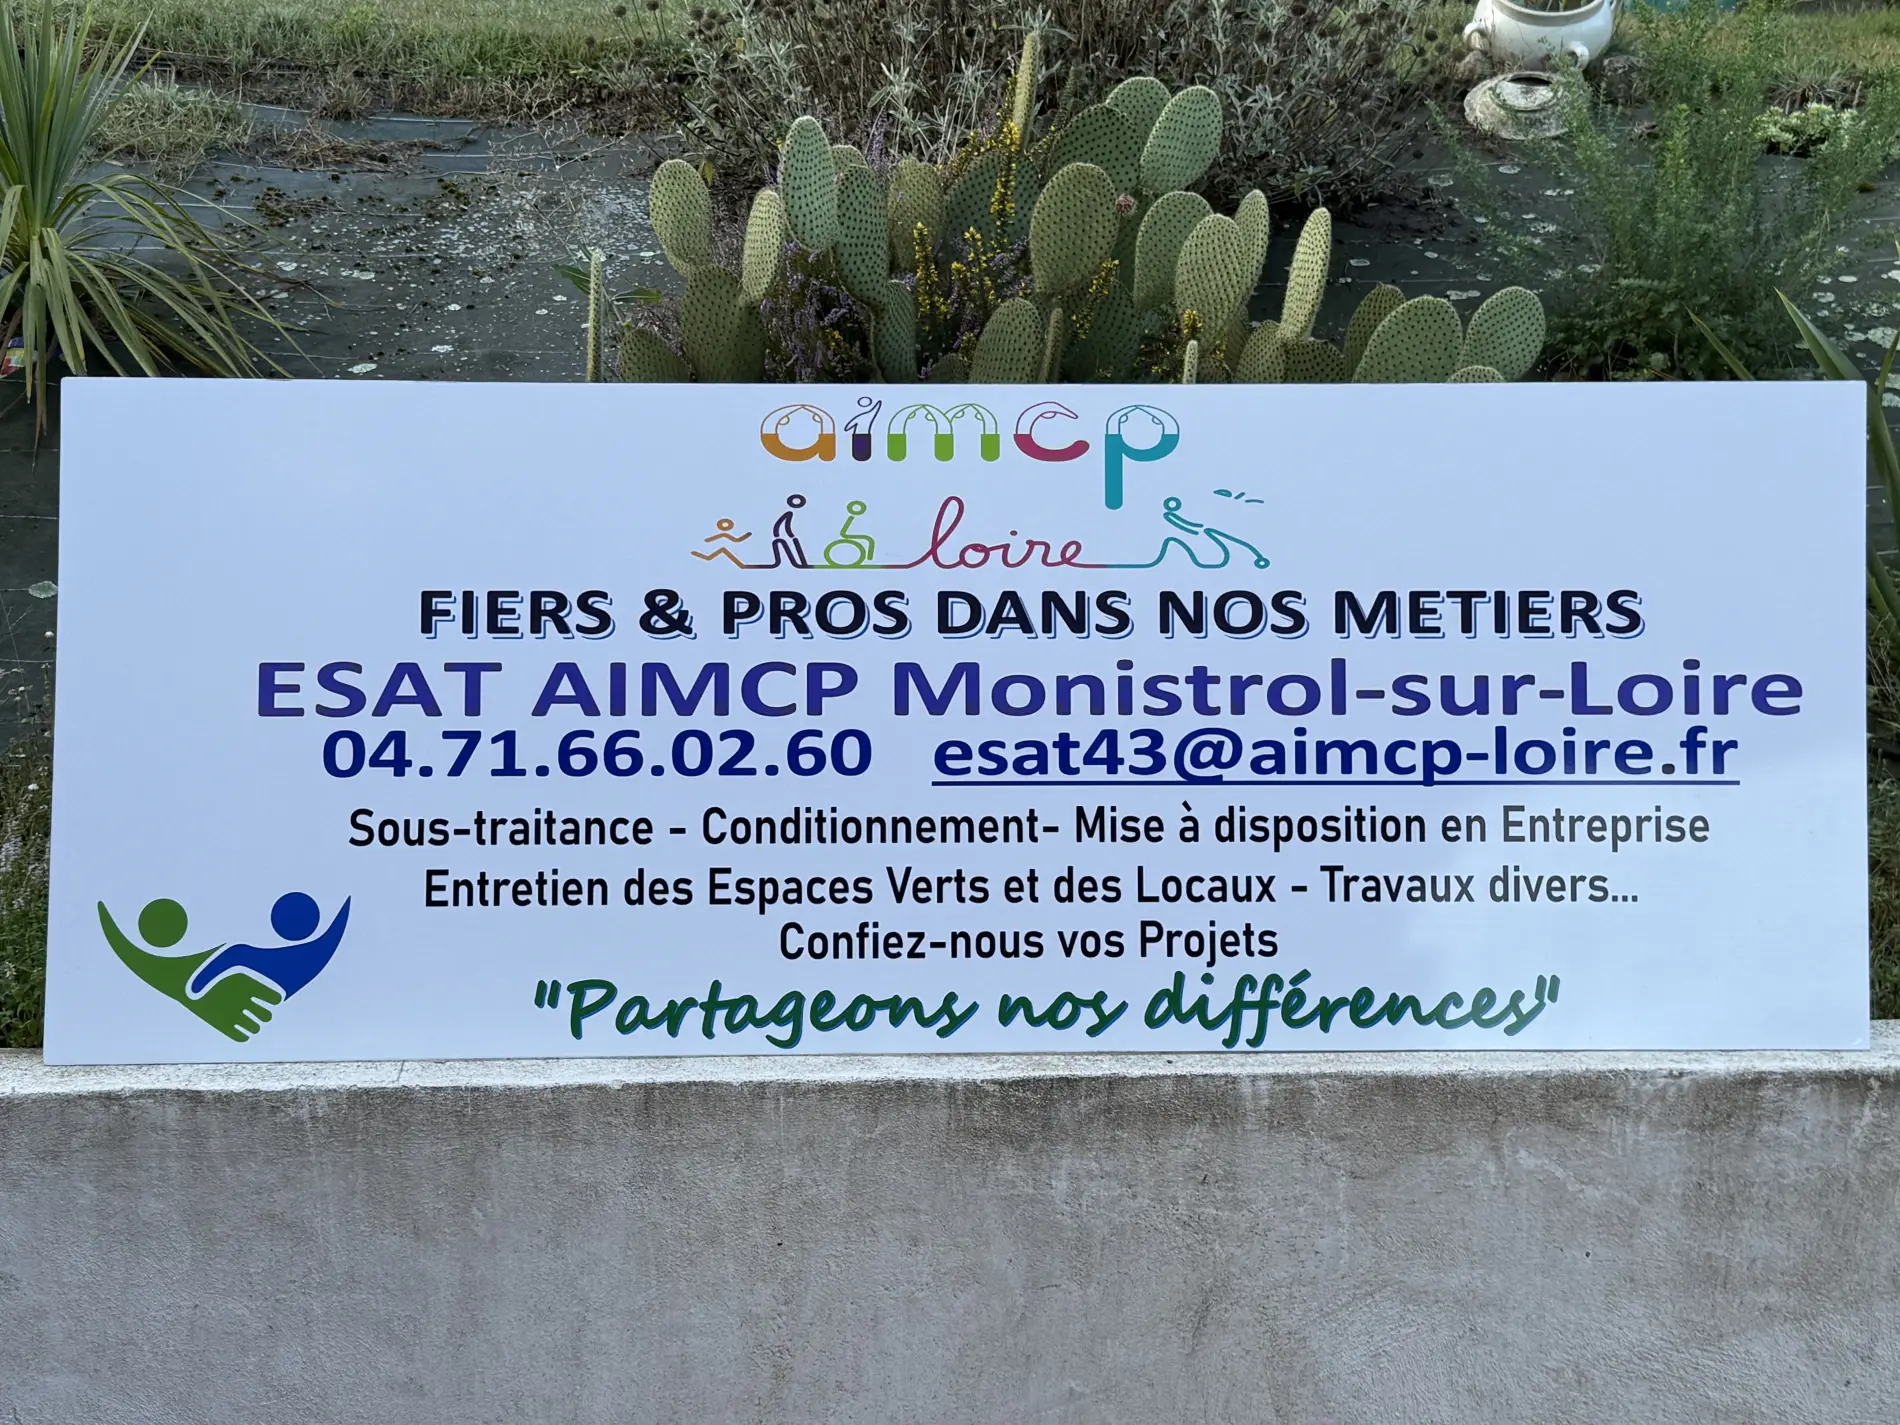 aimcp
loire
FIERS & PROS DANS NOS METIERS
ESAT AIMCP Monistrol-sur-Loire
04.71.66.02.60 esat43@aimcp-loire.fr
Sous-traitance - Conditionnement- Mise à disposition en Entreprise
Entretien des Espaces Verts et des Locaux - Travaux divers...
Confiez-nous vos Projets
"Partageons nos différences"